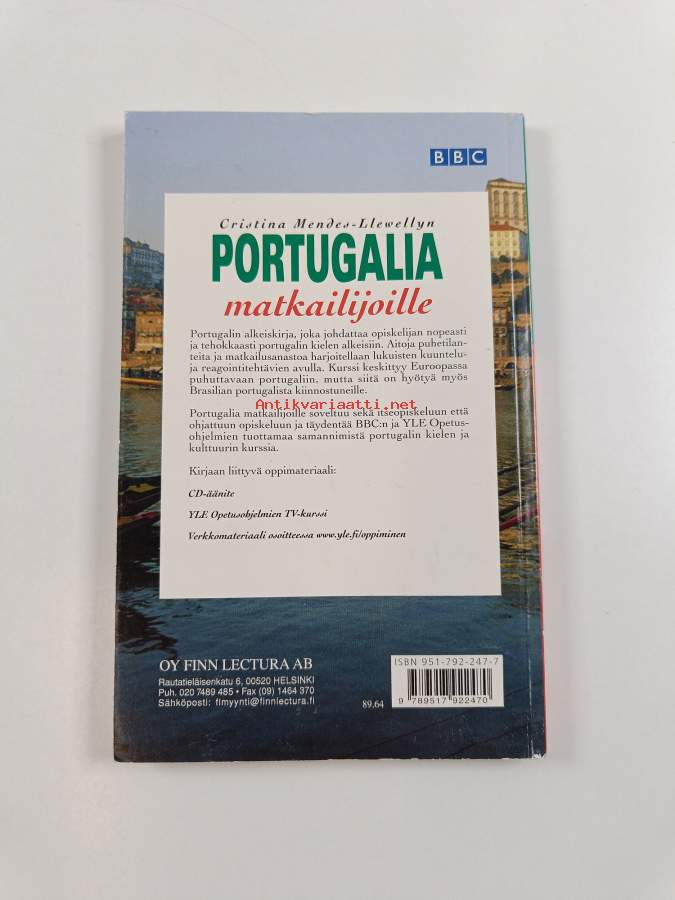 BBC
Cristina Mendes-Llewellyn
PORTUGALIA
matkailijoille
Portugalin alkeiskirja, joka johdattaa opiskelijan nopeasti
ja tehokkaasti portugalin kielen alkeisiin. Aitoja puhetilan-
teita ja matkailusanastoa harjoitellaan lukuisten kuuntelu-
ja reagointitehtävien avulla. Kurssi keskittyy Euroopassa
puhuttavaan portugaliin, mutta siitä on hyötyä myös
Brasilian portugalista kiinnostuneille.
Antikvariaatti.net
Portugalia matkailijoille soveltuu sekä itseopiskeluun että
ohjattuun opiskeluun ja täydentää BBC:n ja YLE Opetus-
ohjelmien tuottamaa samannimistä portugalin kielen ja
kulttuurin kurssia.
Kirjaan liittyvä oppimateriaali:
CD-äänite
YLE Opetusohjelmien TV-kurssi
Verkkomateriaali osoitteessa www.yle.fi/oppiminen
OY FINN LECTURA AB
Rautatieläisenkatu 6, 00520 HELSINKI
Puh. 020 7489 485 • Fax (09) 1464 370
Sähköposti: flmyynti@finnlectura.fi
89.64
ISBN 951-792-247-7
9 789517 922470